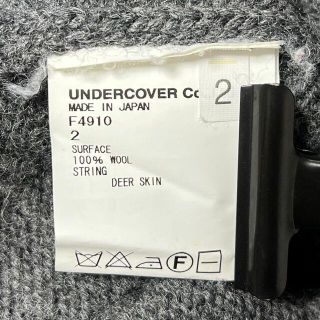 UNDERCOVER Co
2
MADE IN JAPAN
F4910
2
SURFACE
100% WOOL
STRING
DEER SKIN
F